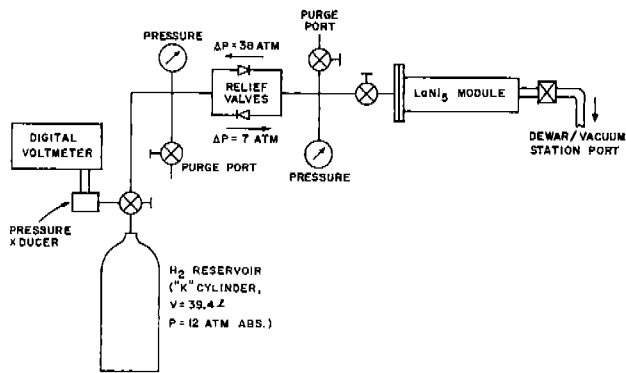 PURGE
PORT
PRESSURE
ΔP = 38 ATM
RELIEF
VALVES
ΔP = 7 ATM
LaNi5 MODULE
DEWAR/VACUUM
STATION PORT
DIGITAL
VOLTMETER
PURGE PORT
PRESSURE
PRESSURE
XDUCER
H2 RESERVOIR
("K" CYLINDER,
V = 39.4 ℓ
P = 12 ATM ABS.)